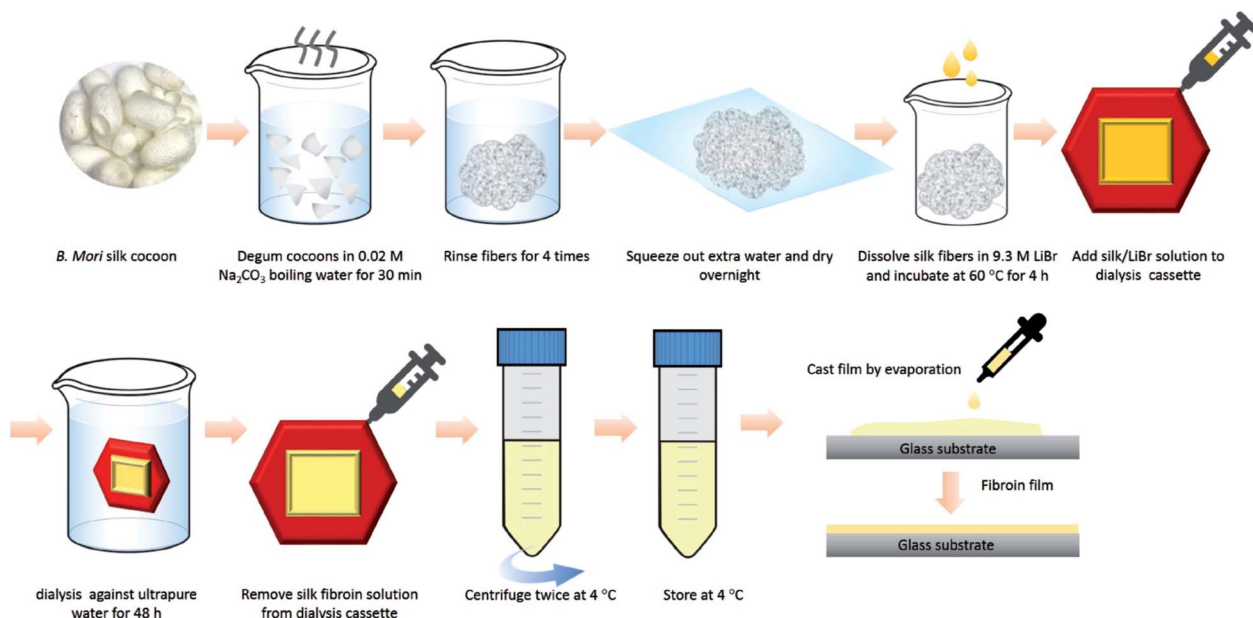 B. Mori silk cocoon
Degum cocoons in 0.02 M
Na₂CO₃ boiling water for 30 min
Rinse fibers for 4 times
Squeeze out extra water and dry
overnight
Dissolve silk fibers in 9.3 M LiBr
and incubate at 60 °C for 4 h
Add silk/LiBr solution to
dialysis cassette
dialysis against ultrapure
water for 48 h
Remove silk fibroin solution
from dialysis cassette
Centrifuge twice at 4 °C
Store at 4 °C
Cast film by evaporation
Glass substrate
Fibroin film
Glass substrate